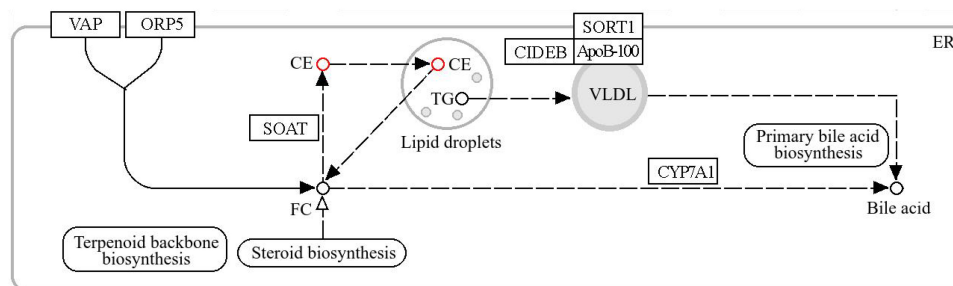 VAP
ORP5
SORT1
ER
CIDEB
ApoB-100
CE
CE
TG
VLDL
SOAT
Lipid droplets
Primary bile acid
biosynthesis
CYP7A1
FC
Bile acid
Terpenoid backbone
biosynthesis
Steroid biosynthesis